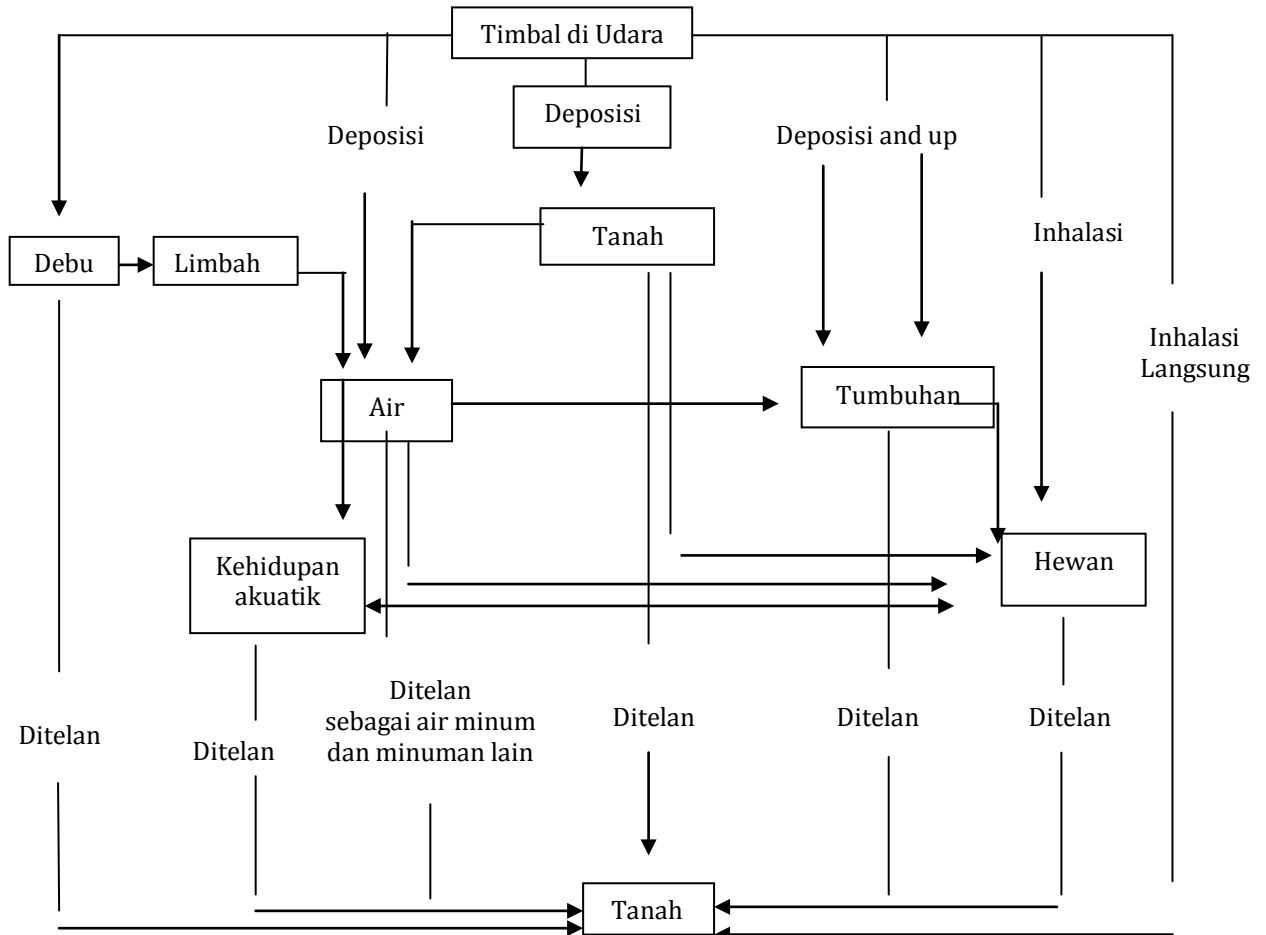 Timbal di Udara
Deposisi
Deposisi
Deposisi and up
Tanah
Inhalasi
Debu
Limbah
Inhalasi
Langsung
Air
Tumbuhan
Kehidupan
akuatik
Hewan
Ditelan
Ditelan
Ditelan
sebagai air minum
dan minuman lain
Ditelan
Ditelan
Ditelan
Tanah